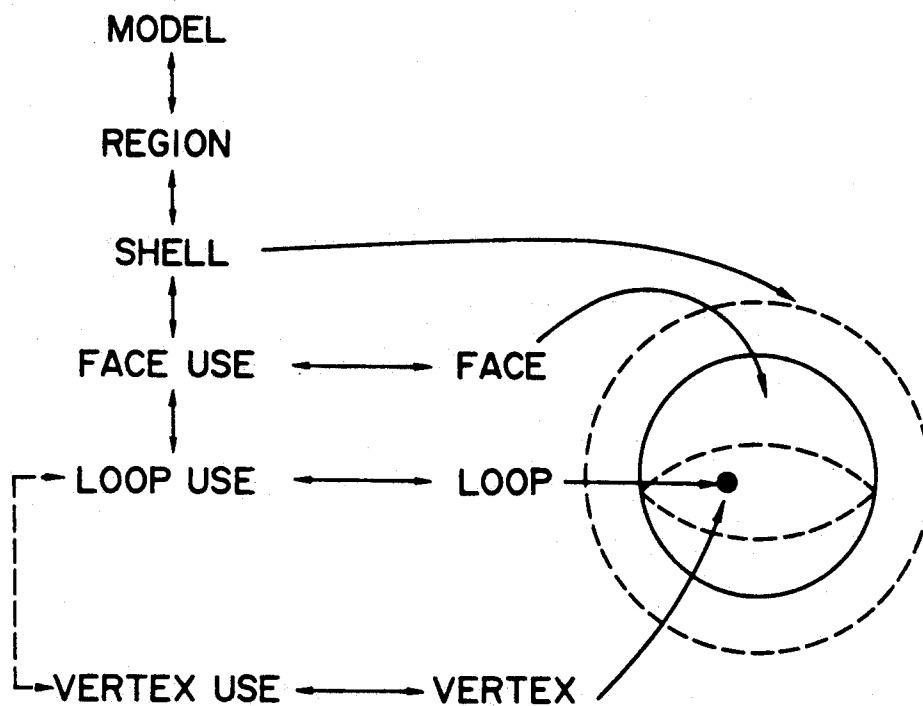 MODEL
REGION
SHELL
FACE USE FACE
LOOP USE LOOP
VERTEX USE VERTEX